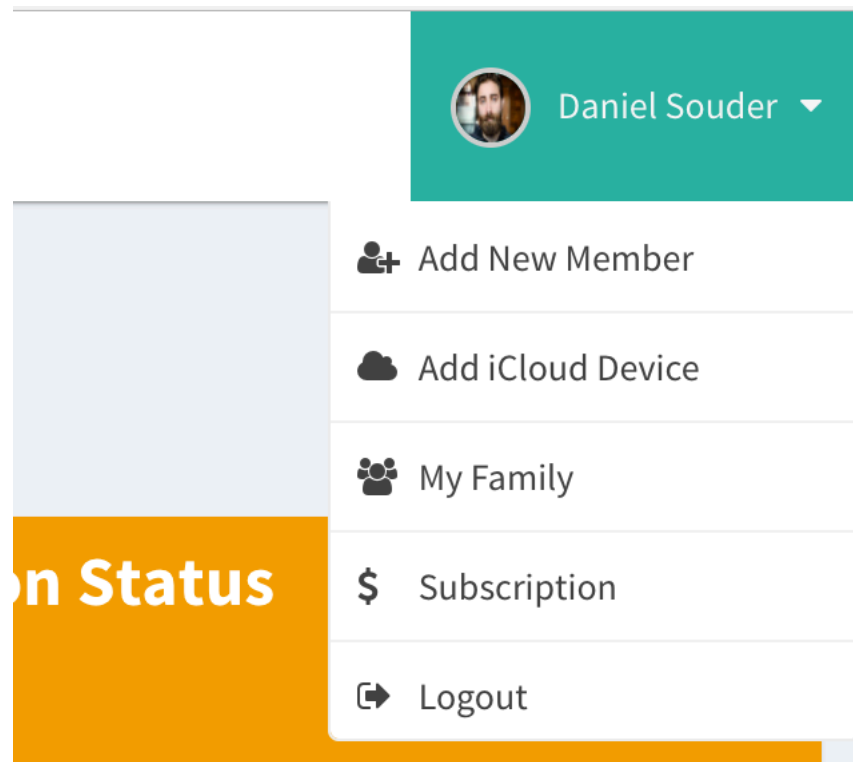 Daniel Souder
Add New Member
Add iCloud Device
My Family
on Status
$ Subscription
Logout